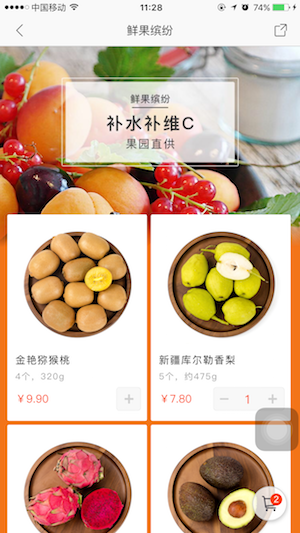 中国移动 11:28 74%
鲜果缤纷
鲜果缤纷
补水补维C
果园直供
金艳猕猴桃
4个，320g
￥9.90 +
新疆库尔勒香梨
5个，约475g
￥7.80 − 1 +
2